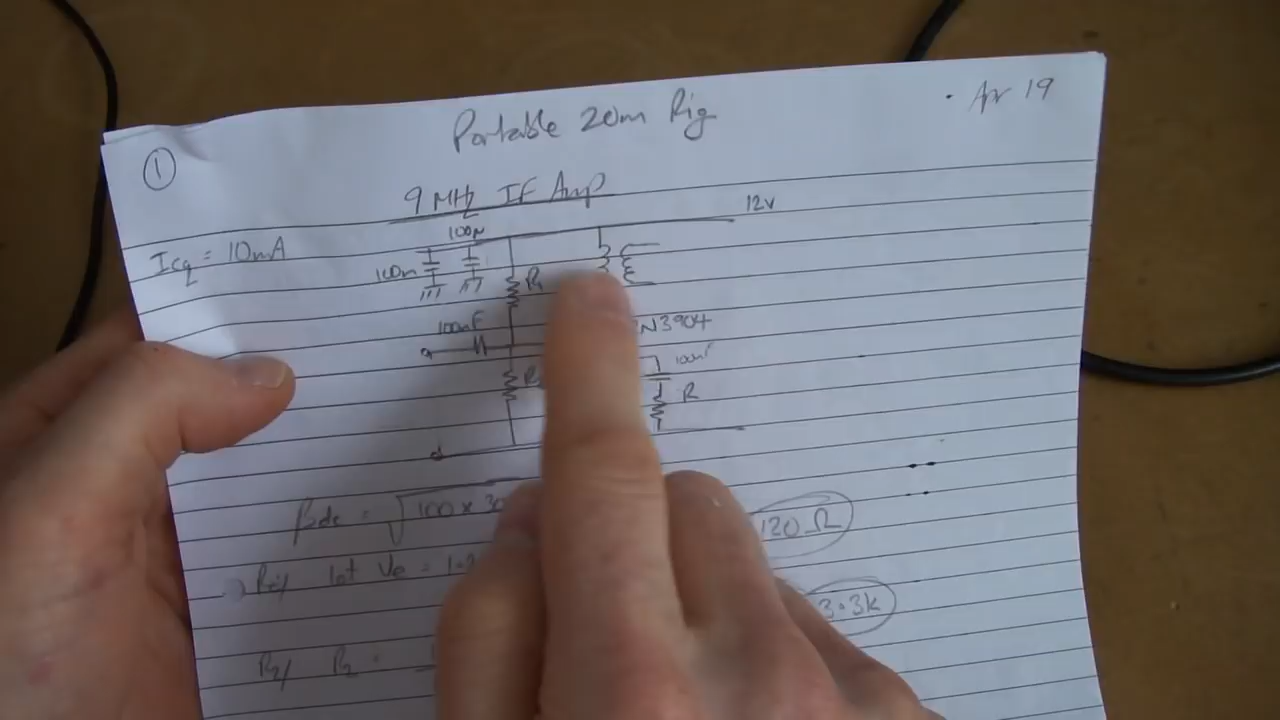 Portable 20m Rig
Apr 19
1
9 MHz IF Amp
12v
Icq = 10mA
100n
100n
R1
100nF
N3904
100nF
R
βdc = √100 x 30
120 Ω
Re/ let Ve = 1.2
3.3k
R2/ R2 =